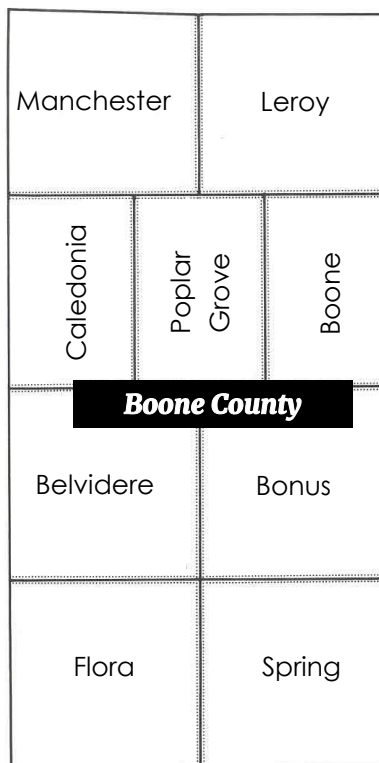 Manchester
Leroy
Caledonia
Poplar
Grove
Boone
Boone County
Belvidere
Bonus
Flora
Spring